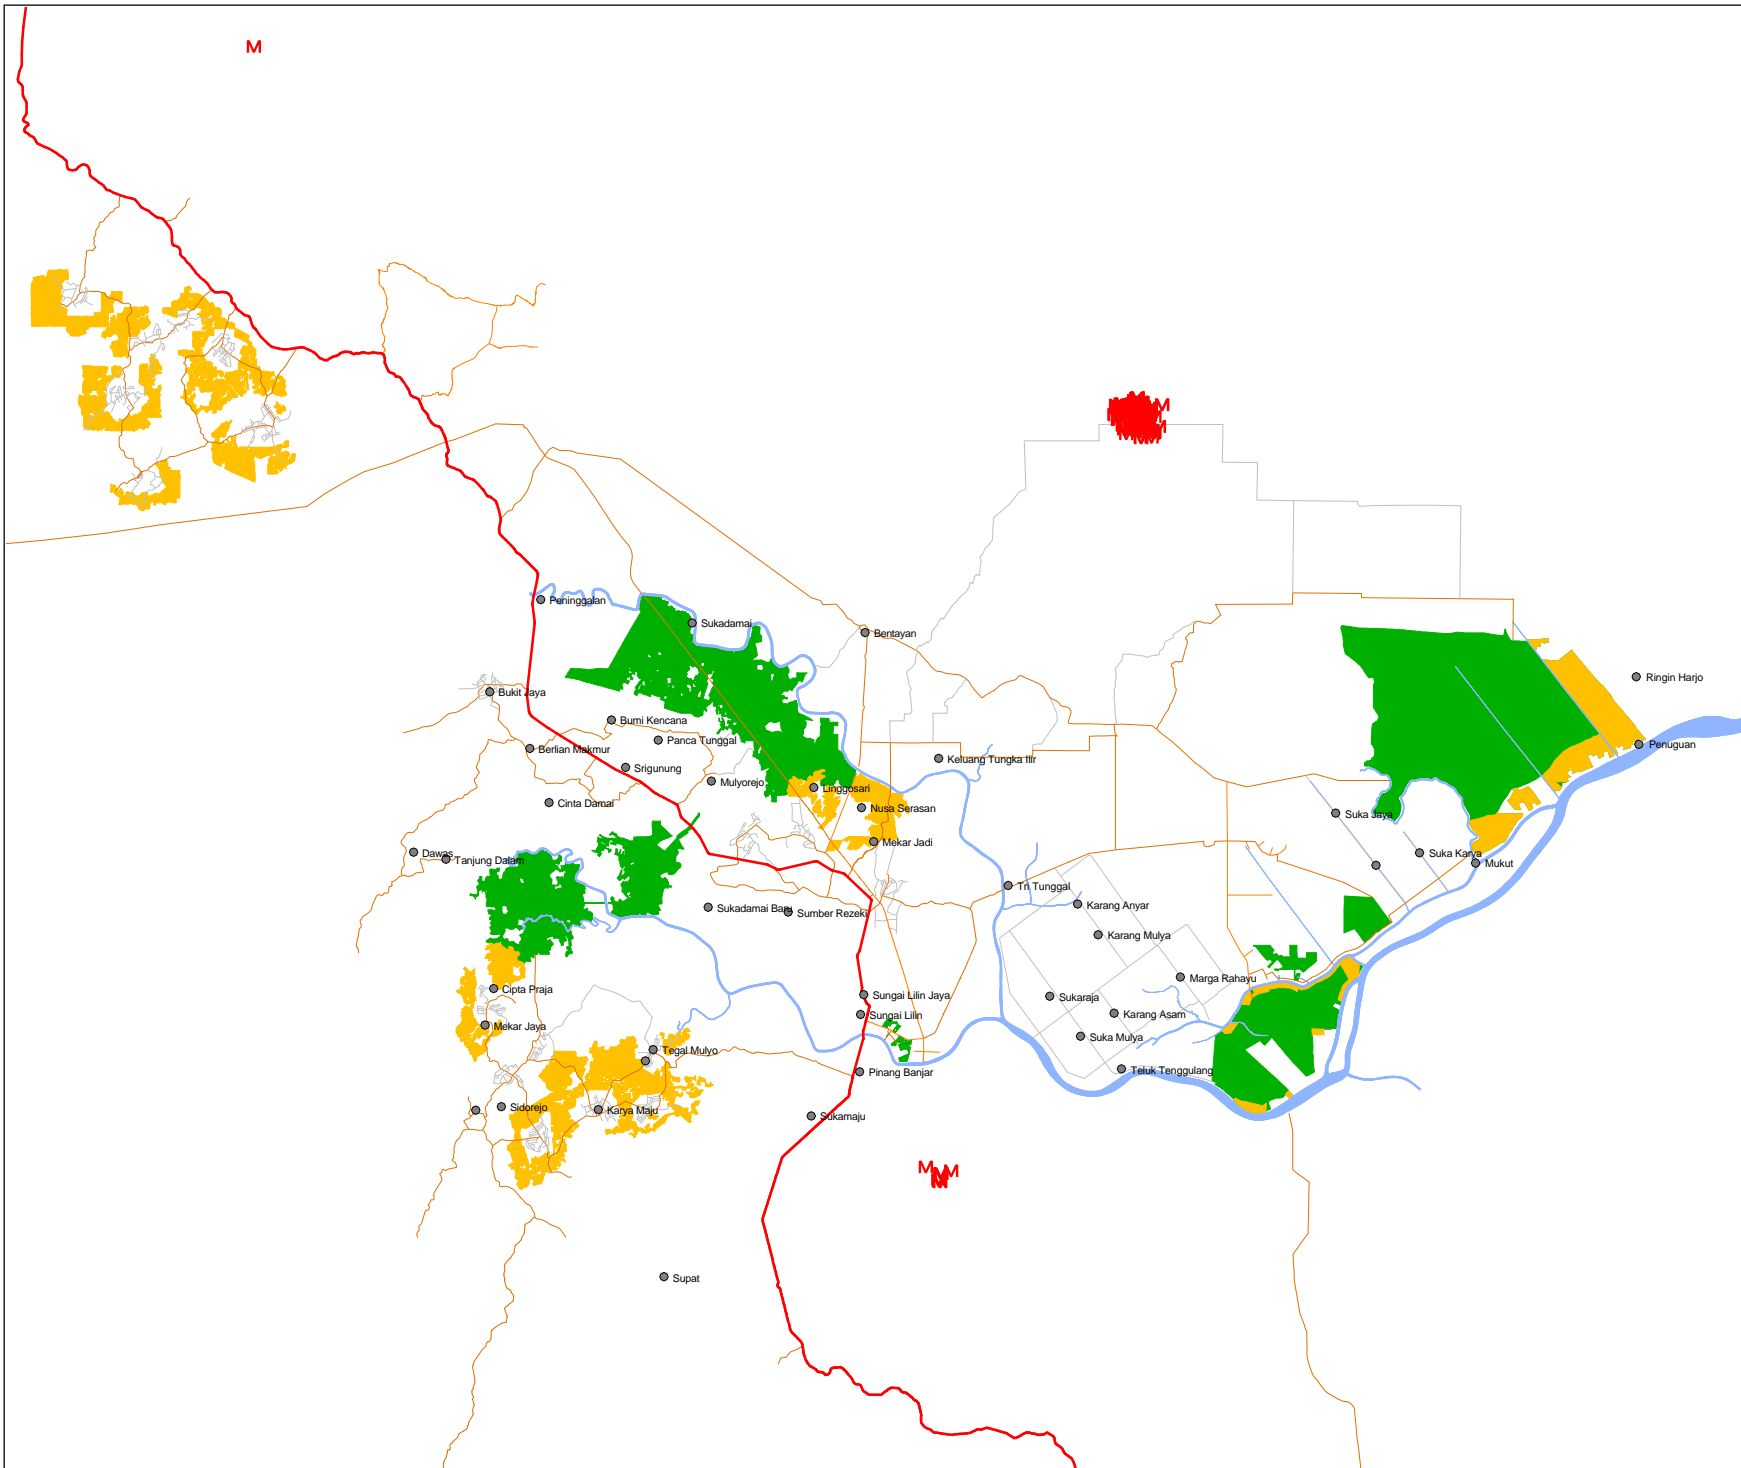 M
M
M
Peninggalan
Sukadamai
Bentayan
Ringin Harjo
Bukit Jaya
Bumi Kencana
Panca Tunggal
Berlian Makmur
Penuguan
Keluang Tungka Ilir
Srigunung
Mulyorejo
Linggosari
Cinta Damai
Nusa Serasan
Suka Jaya
Mekar Jadi
Dawas
Tanjung Dalam
Suka Karya
Mukut
Tri Tunggal
Karang Anyar
Sukadamai Baru
Sumber Rezeki
Karang Mulya
Marga Rahayu
Cipta Praja
Sungai Lilin Jaya
Sukaraja
Sungai Lilin
Karang Asam
Mekar Jaya
Suka Mulya
Tegal Mulyo
Pinang Banjar
Teluk Tenggulang
Sidorejo
Karya Maju
Sukamaju
M
M
Supat